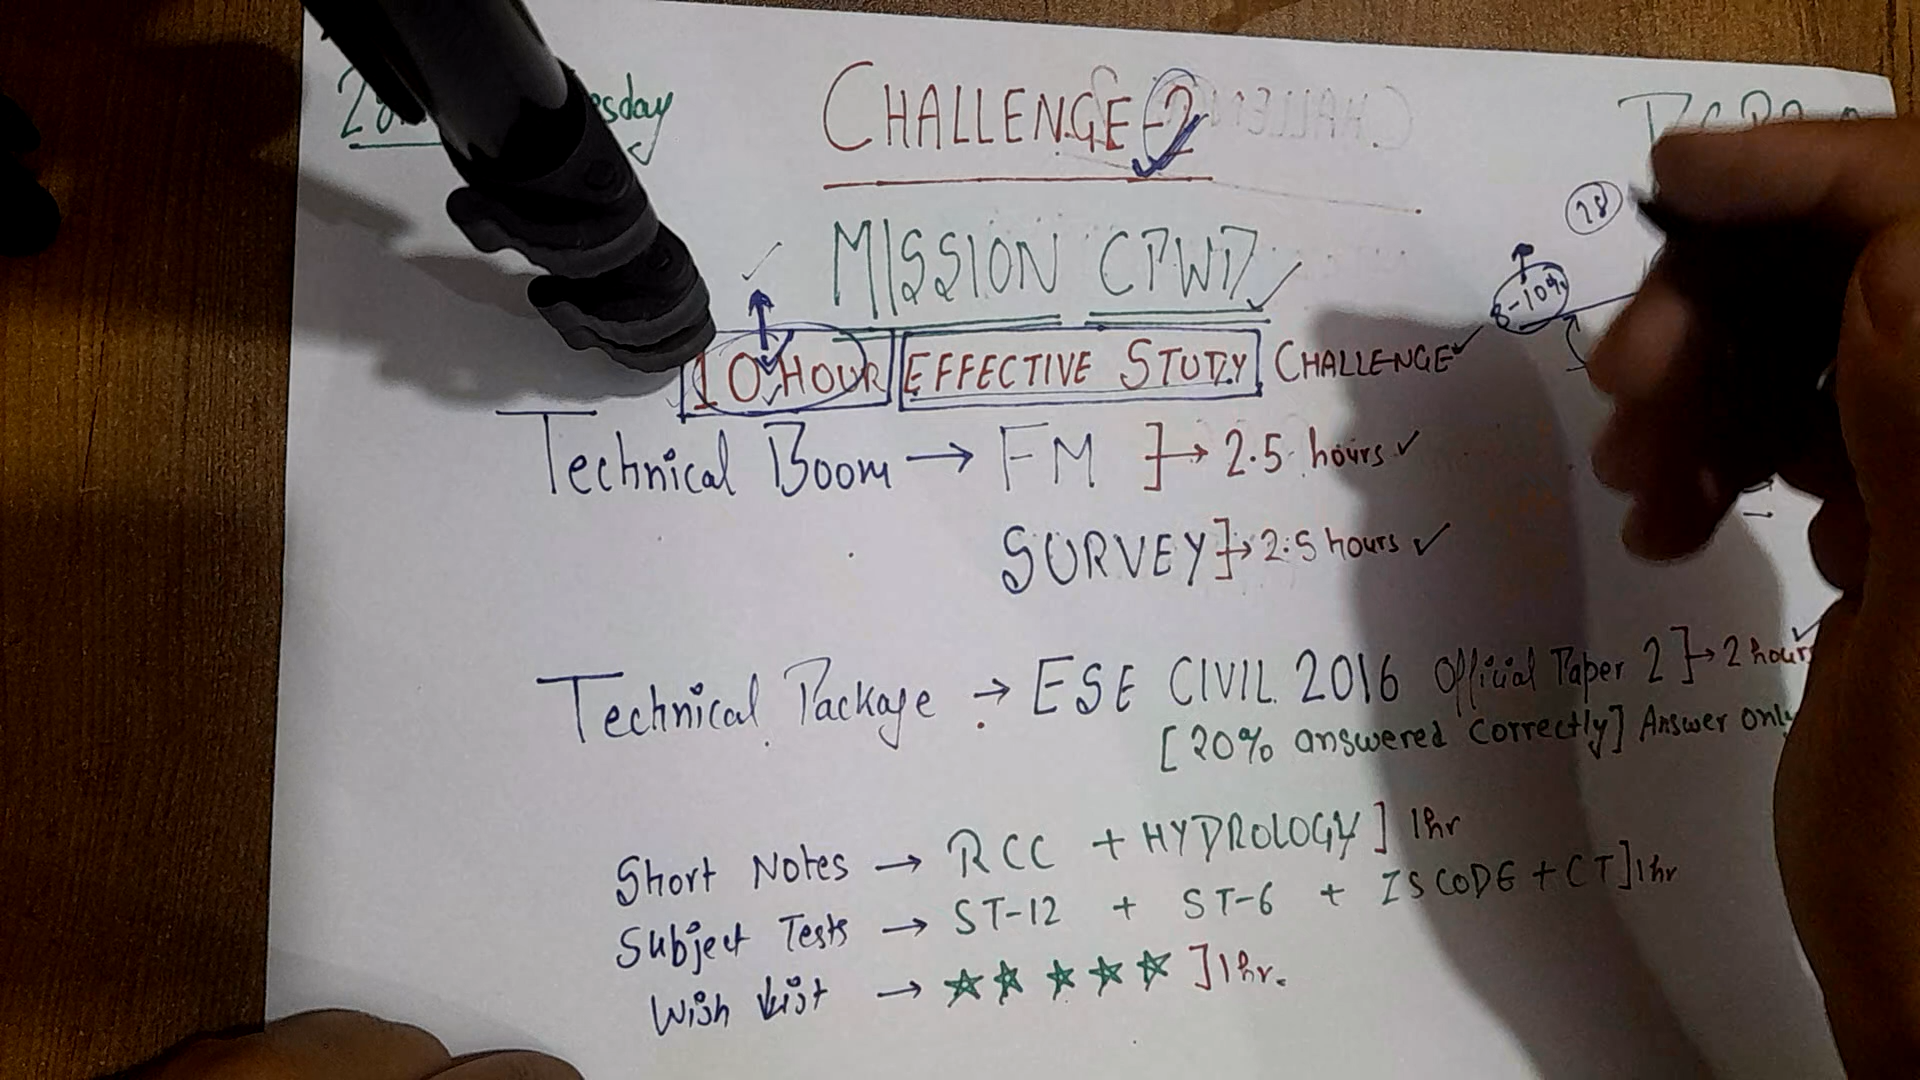 CHALLENGE-2
MISSION CPWD
28
8-10%
10 HOUR EFFECTIVE STUDY CHALLENGE
Technical Boom → FM ]→ 2.5 hours ✓
SURVEY]→ 2.5 hours ✓
Technical Package → ESE CIVIL 2016 Official Paper 2]→ 2 hours
[20% answered correctly] Answer only
Short Notes → RCC + HYDROLOGY] 1hr
Subject Tests → ST-12 + ST-6 + IS CODE + CT]1hr
Wish List → ☆☆☆☆☆ ]1hr.